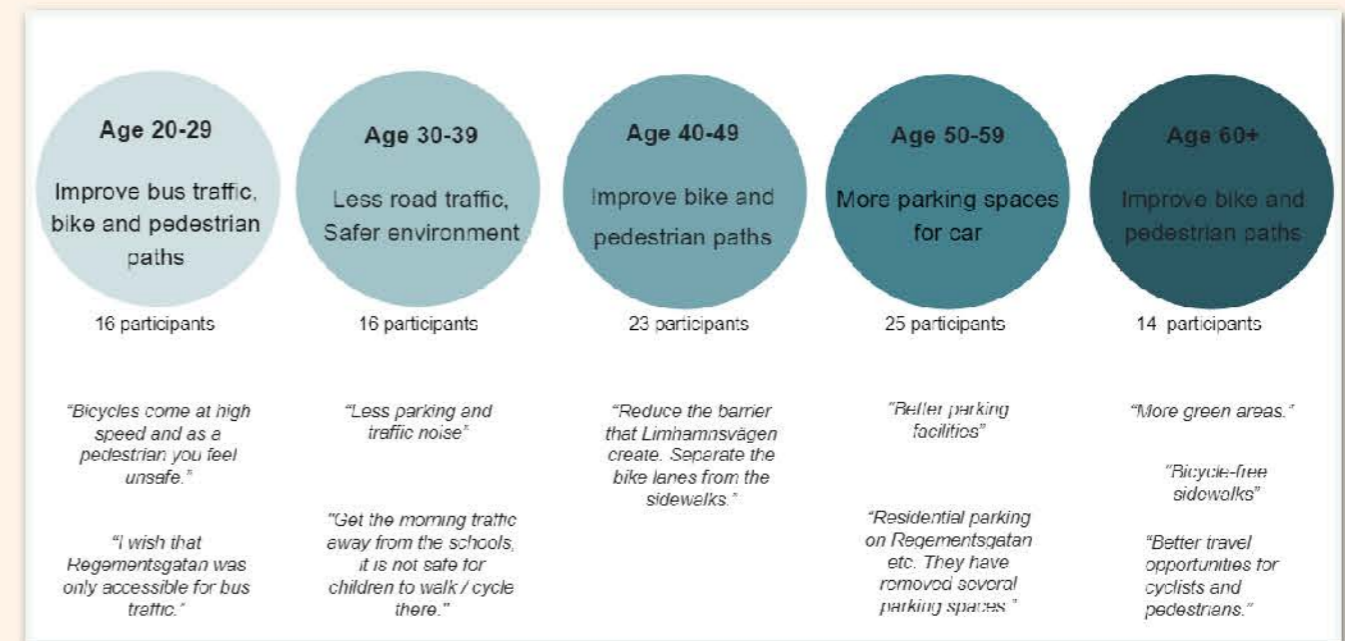 Age 20-29
Improve bus traffic,
bike and pedestrian
paths
16 participants
"Bicycles come at high
speed and as a
pedestrian you feel
unsafe."
"I wish that
Regementsgatan was
only accessible for bus
traffic."
Age 30-39
Less road traffic,
Safer environment
16 participants
"Less parking and
traffic noise"
"Get the morning traffic
away from the schools,
it is not safe for
children to walk / cycle
there."
Age 40-49
Improve bike and
pedestrian paths
23 participants
"Reduce the barrier
that Limhamnsvägen
create. Separate the
bike lanes from the
sidewalks."
Age 50-59
More parking spaces
for car
25 participants
"Better parking
facilities"
"Residential parking
on Regementsgatan
etc. They have
removed several
parking spaces."
Age 60+
Improve bike and
pedestrian paths
14 participants
"More green areas."
"Bicycle-free
sidewalks"
"Better travel
opportunities for
cyclists and
pedestrians."